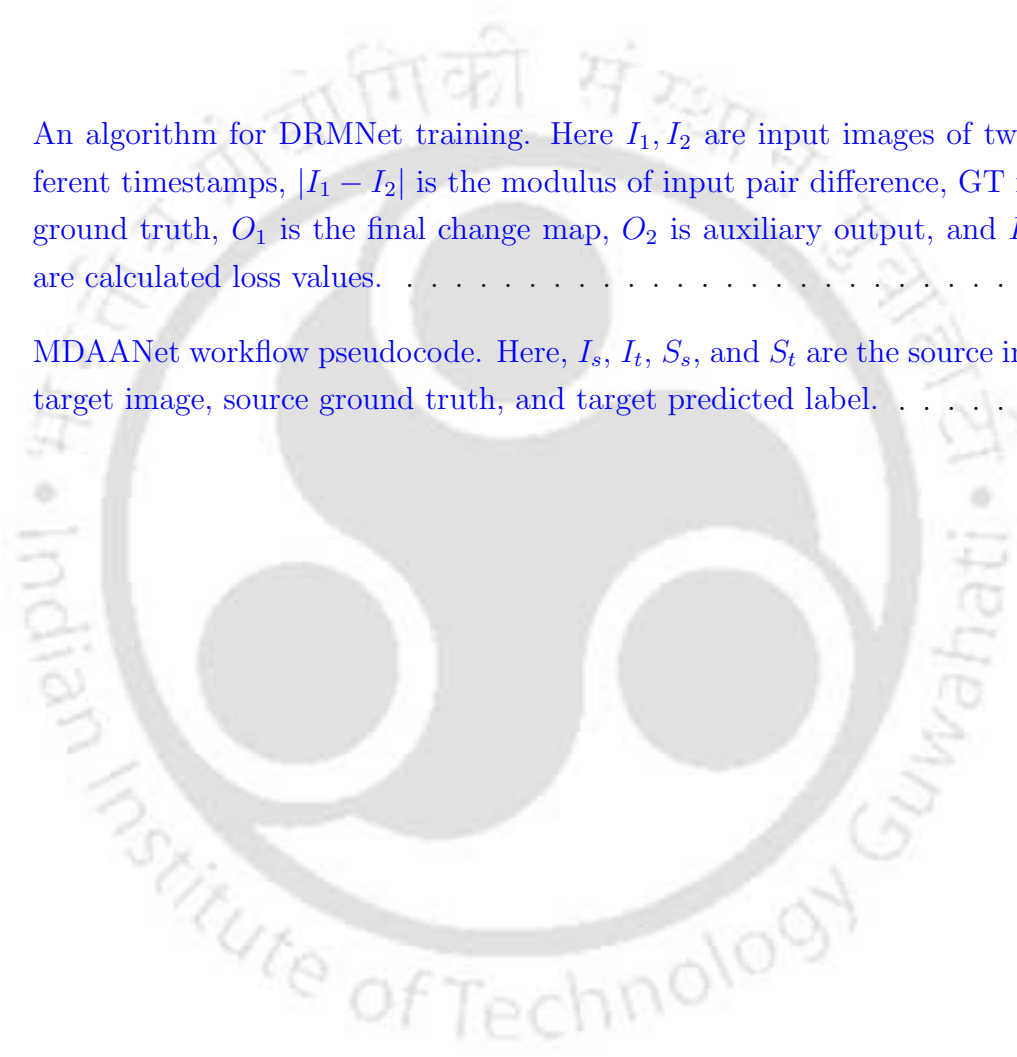 An algorithm for DRMNet training. Here I₁, I₂ are input images of tw
ferent timestamps, |I₁ − I₂| is the modulus of input pair difference, GT
ground truth, O₁ is the final change map, O₂ is auxiliary output, and
are calculated loss values. . . . . . . . . . . . . . . . . . . . . . . . . .
MDAANet workflow pseudocode. Here, Iₛ, Iₜ, Sₛ, and Sₜ are the source
target image, source ground truth, and target predicted label. . . . . .
Indian Institute of Technology Guwahati